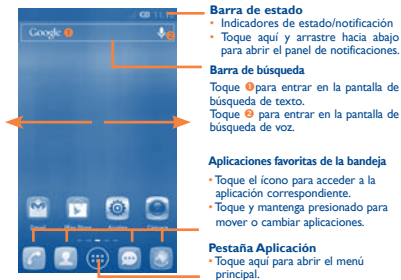 Barra de estado
• Indicadores de estado/notificación
• Toque aquí y arrastre hacia abajo
para abrir el panel de notificaciones.
Google ❶
❷
Barra de búsqueda
Toque ❶para entrar en la pantalla de
búsqueda de texto.
Toque ❷ para entrar en la pantalla de
búsqueda de voz.
Aplicaciones favoritas de la bandeja
• Toque el ícono para acceder a la
aplicación correspondiente.
• Toque y mantenga presionado para
mover o cambiar aplicaciones.
Pestaña Aplicación
• Toque aquí para abrir el menú
principal.